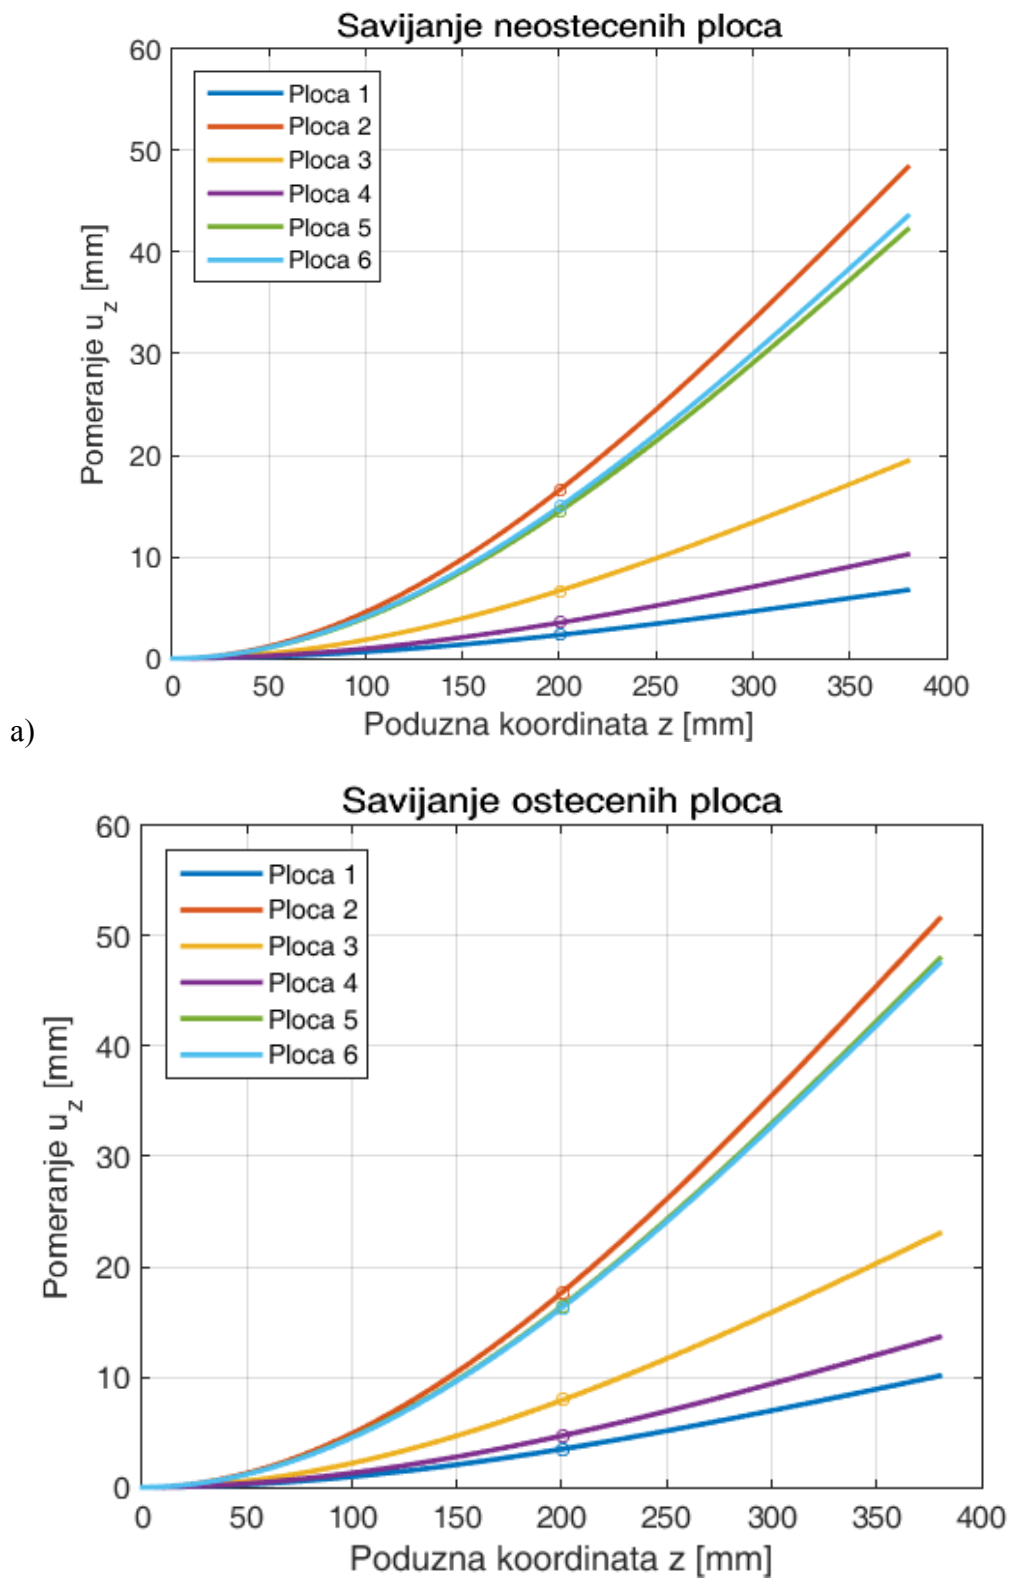 Savijanje neostecenih ploca
60
50
40
30
20
10
0
Pomeranje u_z [mm]
Ploca 1
Ploca 2
Ploca 3
Ploca 4
Ploca 5
Ploca 6
0 50 100 150 200 250 300 350 400
Poduzna koordinata z [mm]
a)
Savijanje ostecenih ploca
60
50
40
30
20
10
0
Pomeranje u_z [mm]
Ploca 1
Ploca 2
Ploca 3
Ploca 4
Ploca 5
Ploca 6
0 50 100 150 200 250 300 350 400
Poduzna koordinata z [mm]